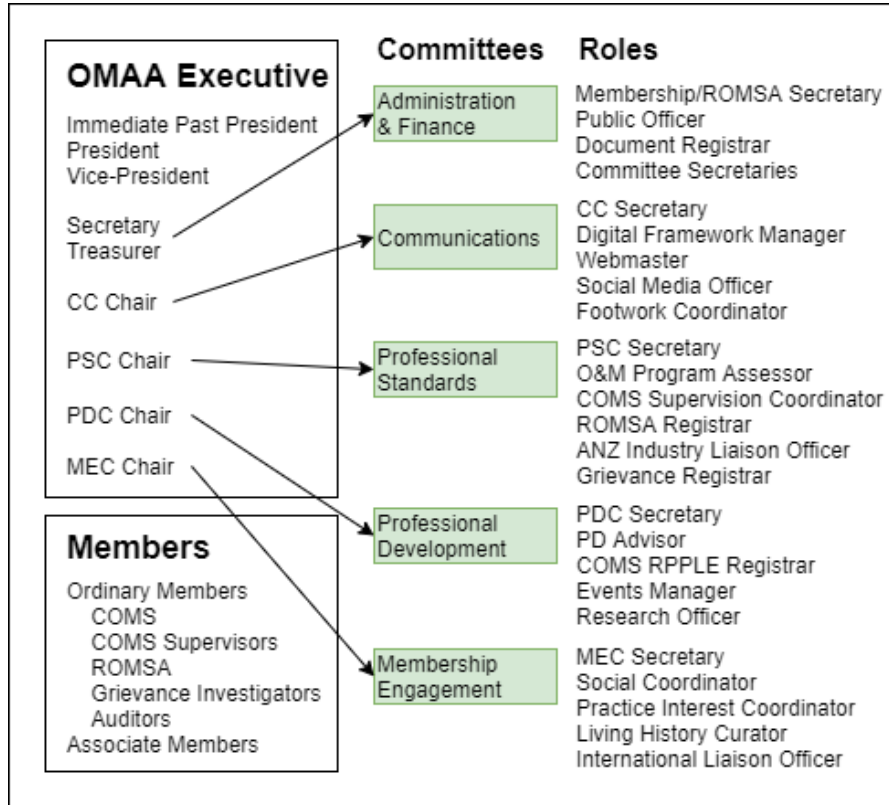 OMAA Executive
Immediate Past President
President
Vice-President
Secretary
Treasurer
CC Chair
PSC Chair
PDC Chair
MEC Chair
Members
Ordinary Members
COMS
COMS Supervisors
ROMSA
Grievance Investigators
Auditors
Associate Members
Committees
Administration
& Finance
Communications
Professional
Standards
Professional
Development
Membership
Engagement
Roles
Membership/ROMSA Secretary
Public Officer
Document Registrar
Committee Secretaries
CC Secretary
Digital Framework Manager
Webmaster
Social Media Officer
Footwork Coordinator
PSC Secretary
O&M Program Assessor
COMS Supervision Coordinator
ROMSA Registrar
ANZ Industry Liaison Officer
Grievance Registrar
PDC Secretary
PD Advisor
COMS RPPLE Registrar
Events Manager
Research Officer
MEC Secretary
Social Coordinator
Practice Interest Coordinator
Living History Curator
International Liaison Officer